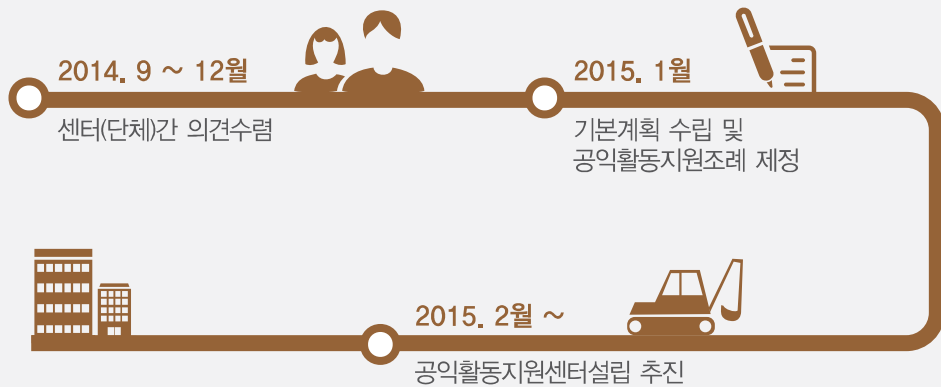 2014. 9 ~ 12월
센터(단체)간 의견수렴
2015. 1월
기본계획 수립 및
공익활동지원조례 제정
2015. 2월 ~
공익활동지원센터설립 추진